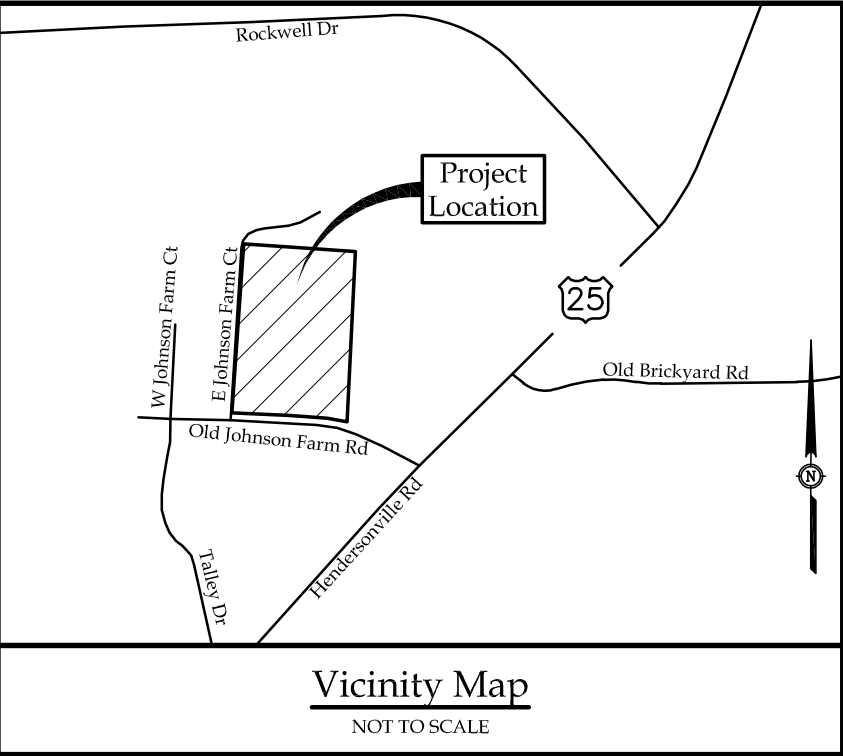 Rockwell Dr
Project
Location
W Johnson Farm Ct
E Johnson Farm Ct
25
Old Brickyard Rd
Old Johnson Farm Rd
N
Hendersonville Rd
Talley Dr
Vicinity Map
NOT TO SCALE